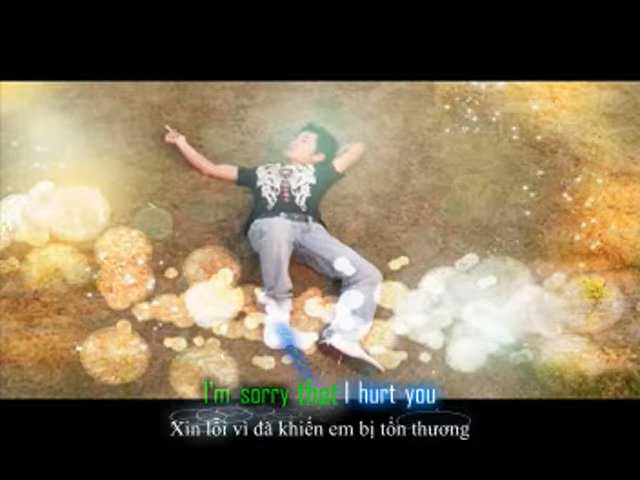 I'm sorry that I hurt you
Xin lỗi vì đã khiến em bị tổn thương